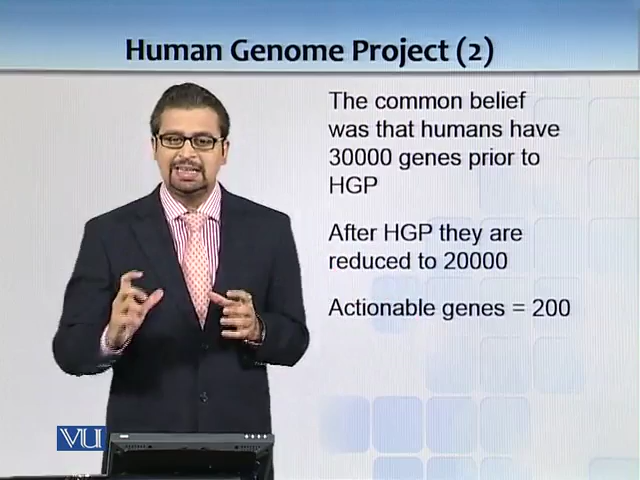 Human Genome Project (2)
The common belief
was that humans have
30000 genes prior to
HGP
After HGP they are
reduced to 20000
Actionable genes = 200
VU